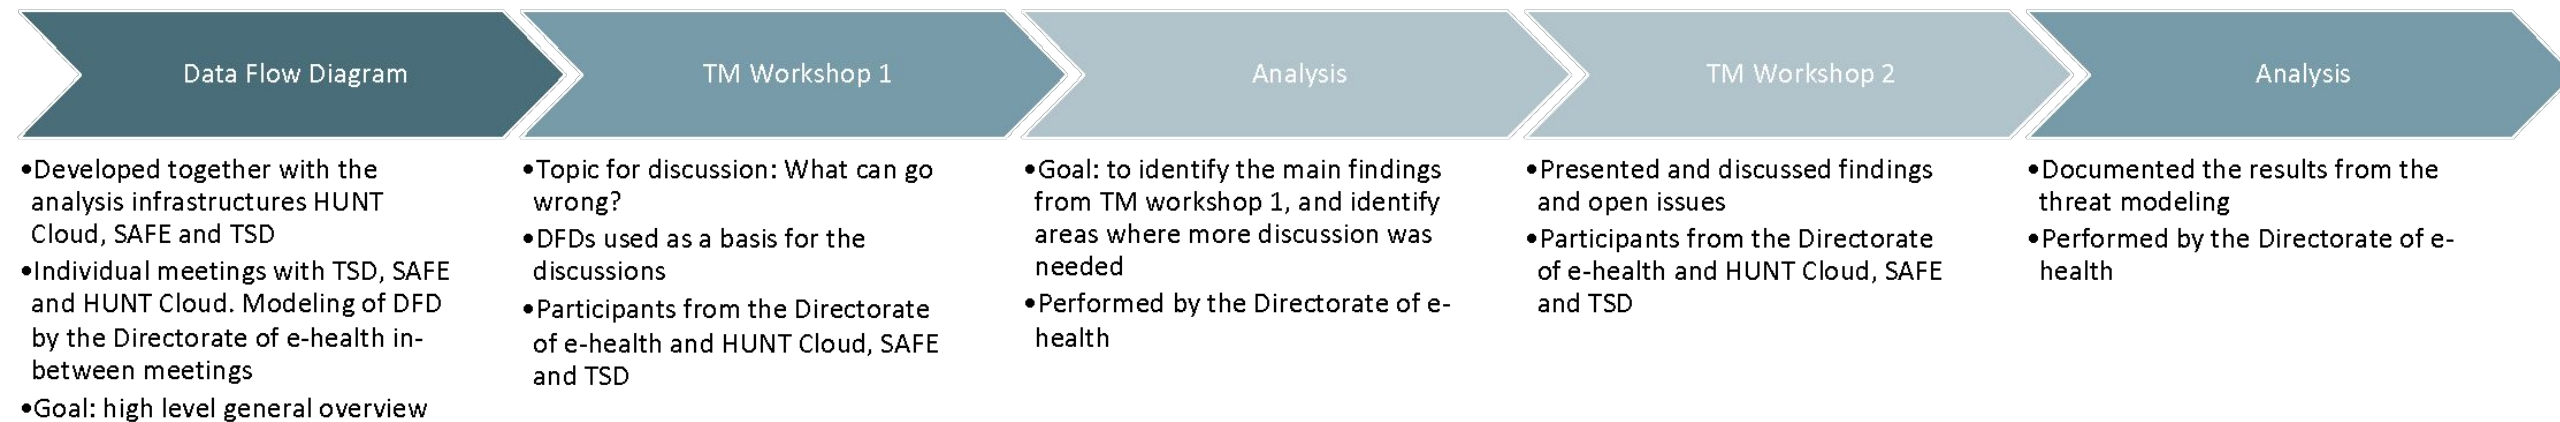 Data Flow Diagram
•Developed together with the
analysis infrastructures HUNT
Cloud, SAFE and TSD
•Individual meetings with TSD, SAFE
and HUNT Cloud. Modeling of DFD
by the Directorate of e-health in-
between meetings
•Goal: high level general overview
TM Workshop 1
•Topic for discussion: What can go
wrong?
•DFDs used as a basis for the
discussions
•Participants from the Directorate
of e-health and HUNT Cloud, SAFE
and TSD
Analysis
•Goal: to identify the main findings
from TM workshop 1, and identify
areas where more discussion was
needed
•Performed by the Directorate of e-
health
TM Workshop 2
•Presented and discussed findings
and open issues
•Participants from the Directorate
of e-health and HUNT Cloud, SAFE
and TSD
Analysis
•Documented the results from the
threat modeling
•Performed by the Directorate of e-
health